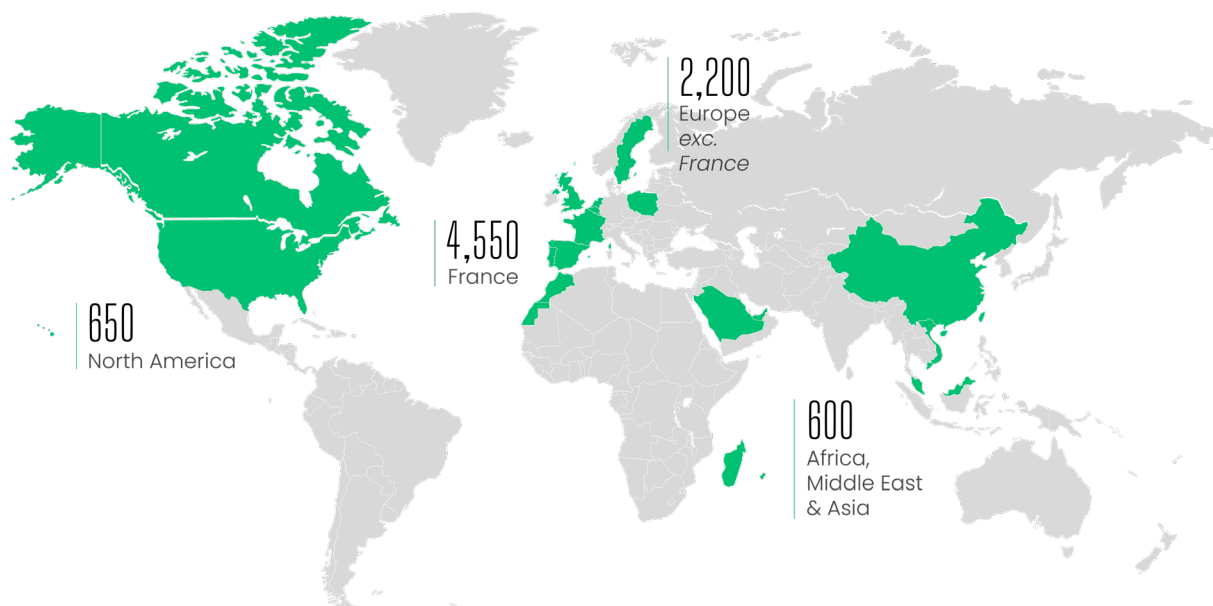 2,200
Europe
exc.
France
4,550
France
650
North America
600
Africa,
Middle East
& Asia